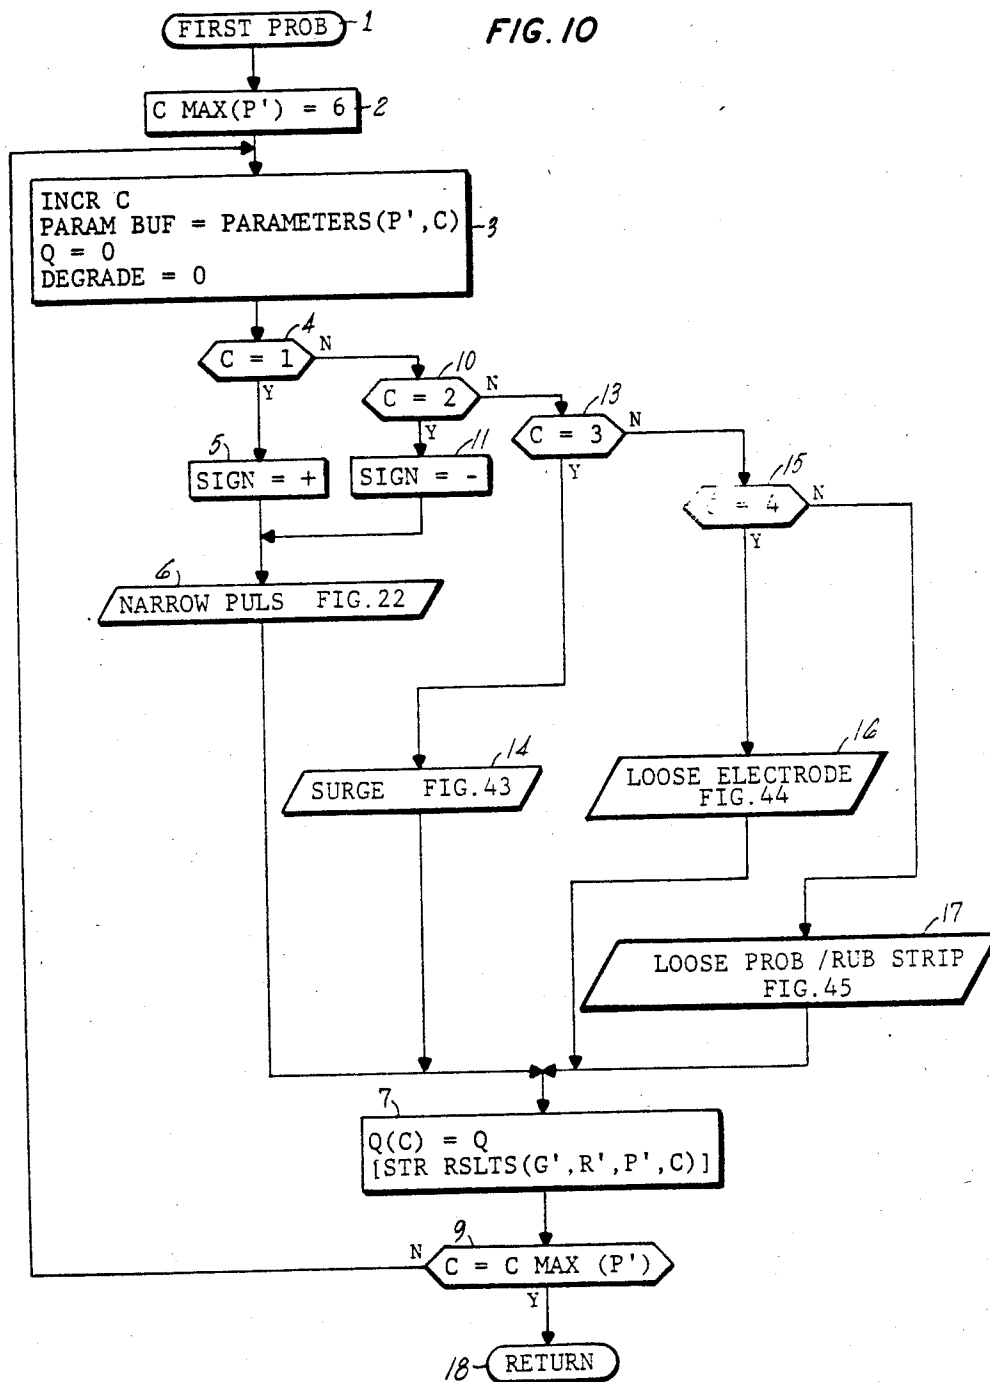 FIG. 10
FIRST PROB 1
C MAX(P') = 6 2
INCR C
PARAM BUF = PARAMETERS(P',C) 3
Q = 0
DEGRADE = 0
4
C = 1 N
Y
10
C = 2 N
Y
13
C = 3 N
Y
15
= 4 N
Y
5
SIGN = +
11
SIGN = -
6
NARROW PULS FIG.22
14
SURGE FIG.43
16
LOOSE ELECTRODE
FIG.44
17
LOOSE PROB /RUB STRIP
FIG.45
7
Q(C) = Q
[STR RSLTS(G',R',P',C)]
9
N C = C MAX (P')
Y
18 RETURN